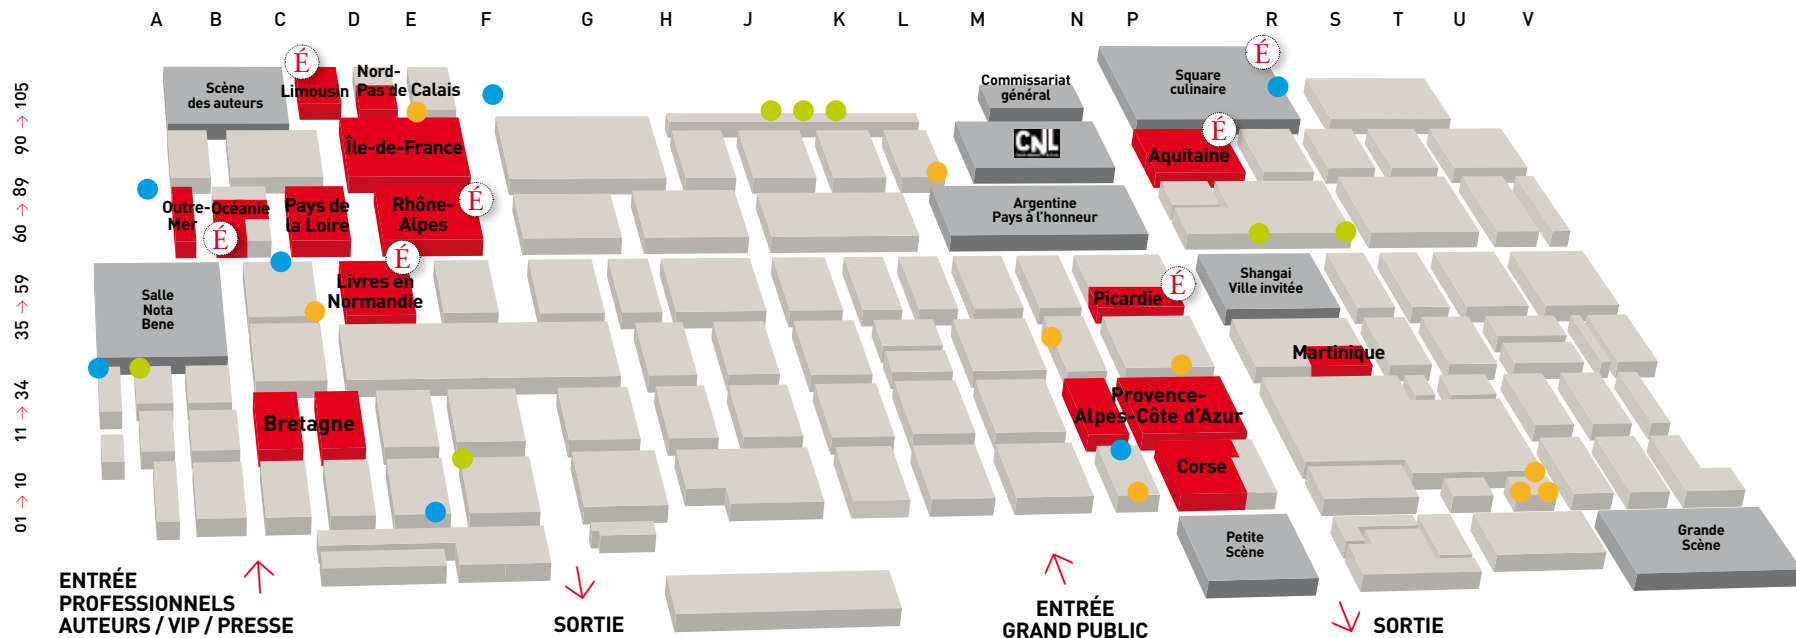 A B C D E F G H J K L M N P R S T U V
01 → 10 11 → 34 35 → 59 60 → 89 90 → 105
Scène
des auteurs
É
Limousin
Nord-
Pas de Calais
Île-de-France
Commissariat
général
CNL
Square
culinaire
É
É
Aquitaine
Outre-
Mer
Océanie
É
Pays de
la Loire
Rhône-
Alpes
É
Argentine
Pays à l'honneur
Salle
Nota
Bene
É
Livres en
Normandie
Picardie
É
Shangai
Ville invitée
Martinique
Bretagne
Provence-
Alpes-Côte d'Azur
Corse
Petite
Scène
Grande
Scène
ENTRÉE
PROFESSIONNELS
AUTEURS / VIP / PRESSE
SORTIE
ENTRÉE
GRAND PUBLIC
SORTIE